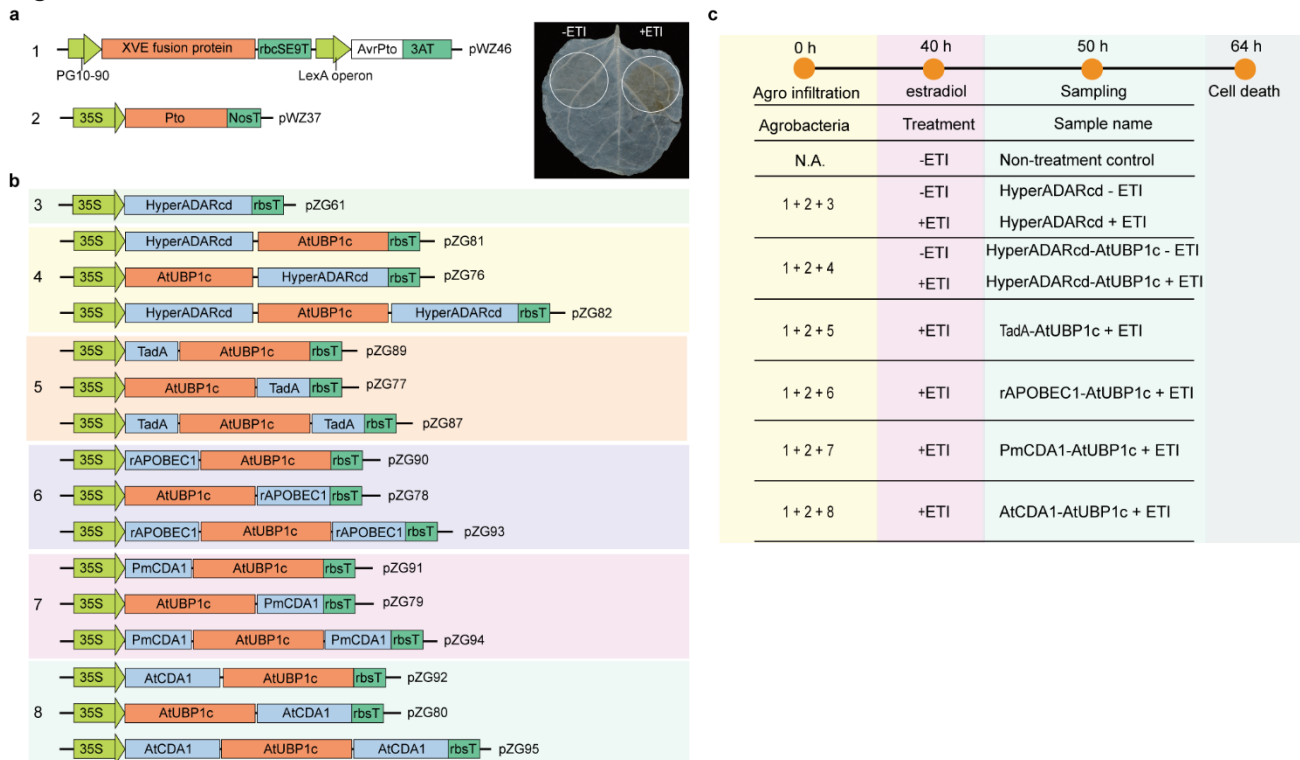 a
1 XVE fusion protein rbcSE9T AvrPto 3AT pWZ46
PG10-90 LexA operon
2 35S Pto NosT pWZ37
-ETI +ETI
b
3 35S HyperADARcd rbsT pZG61
35S HyperADARcd AtUBP1c rbsT pZG81
4 35S AtUBP1c HyperADARcd rbsT pZG76
35S HyperADARcd AtUBP1c HyperADARcd rbsT pZG82
35S TadA AtUBP1c rbsT pZG89
5 35S AtUBP1c TadA rbsT pZG77
35S TadA AtUBP1c TadA rbsT pZG87
35S rAPOBEC1 AtUBP1c rbsT pZG90
6 35S AtUBP1c rAPOBEC1 rbsT pZG78
35S rAPOBEC1 AtUBP1c rAPOBEC1 rbsT pZG93
35S PmCDA1 AtUBP1c rbsT pZG91
7 35S AtUBP1c PmCDA1 rbsT pZG79
35S PmCDA1 AtUBP1c PmCDA1 rbsT pZG94
35S AtCDA1 AtUBP1c rbsT pZG92
8 35S AtUBP1c AtCDA1 rbsT pZG80
35S AtCDA1 AtUBP1c AtCDA1 rbsT pZG95
c
0 h 40 h 50 h 64 h
Agro infiltration estradiol Sampling Cell death
Agrobacteria Treatment Sample name
N.A. -ETI Non-treatment control
-ETI HyperADARcd - ETI
1 + 2 + 3
+ETI HyperADARcd + ETI
-ETI HyperADARcd-AtUBP1c - ETI
1 + 2 + 4
+ETI HyperADARcd-AtUBP1c + ETI
1 + 2 + 5 +ETI TadA-AtUBP1c + ETI
1 + 2 + 6 +ETI rAPOBEC1-AtUBP1c + ETI
1 + 2 + 7 +ETI PmCDA1-AtUBP1c + ETI
1 + 2 + 8 +ETI AtCDA1-AtUBP1c + ETI